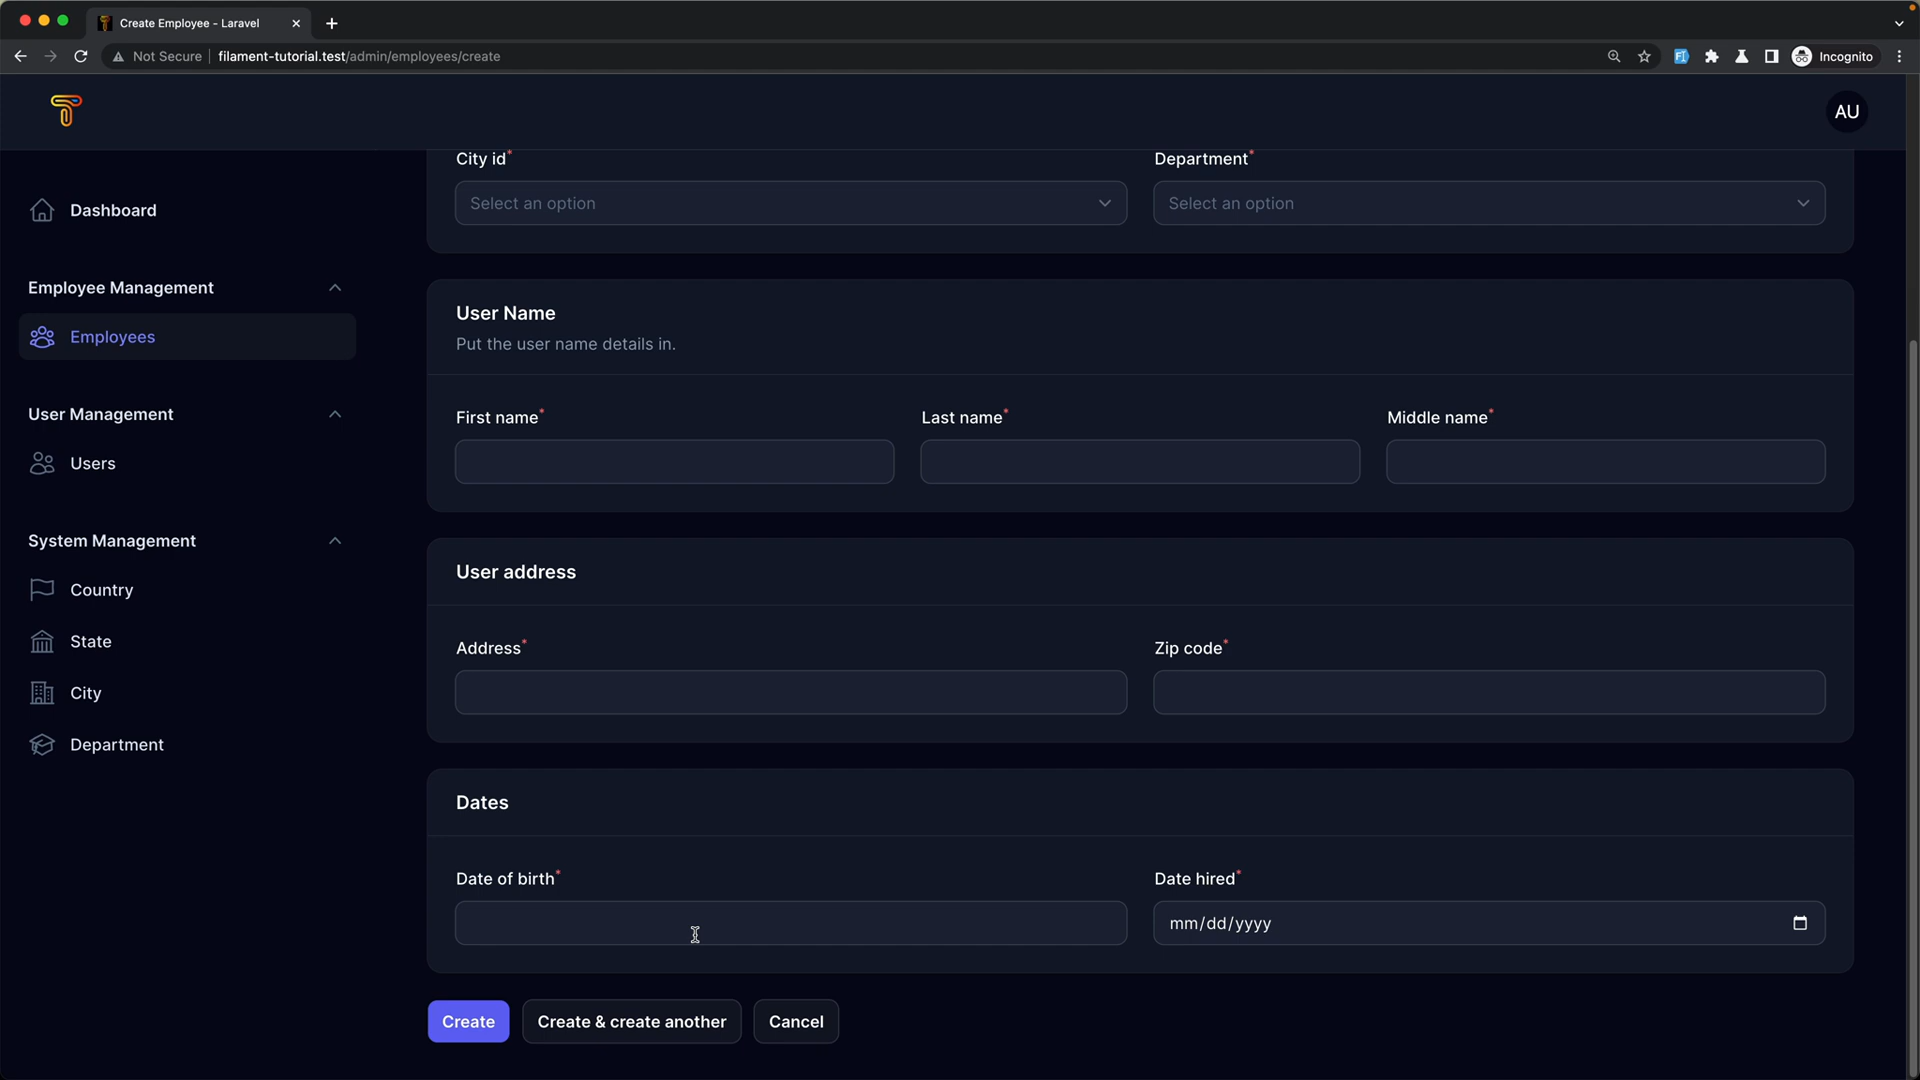 Create Employee - Laravel
Not Secure filament-tutorial.test/admin/employees/create Incognito
AU
Dashboard
Employee Management
Employees
User Management
Users
System Management
Country
State
City
Department
City id* Department*
Select an option Select an option
User Name
Put the user name details in.
First name* Last name* Middle name*
User address
Address* Zip code*
Dates
Date of birth* Date hired*
mm/dd/yyyy
Create Create & create another Cancel